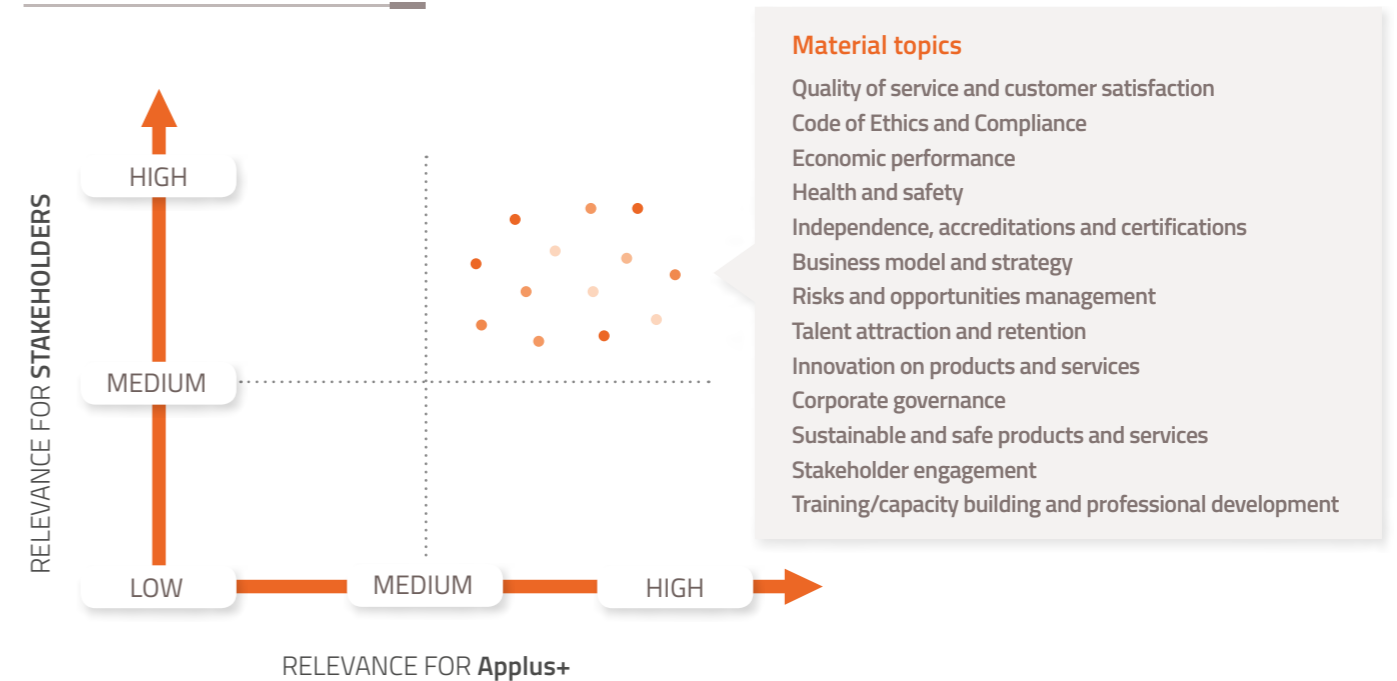 RELEVANCE FOR STAKEHOLDERS
HIGH
MEDIUM
LOW
MEDIUM
HIGH
RELEVANCE FOR Applus+
Material topics
Quality of service and customer satisfaction
Code of Ethics and Compliance
Economic performance
Health and safety
Independence, accreditations and certifications
Business model and strategy
Risks and opportunities management
Talent attraction and retention
Innovation on products and services
Corporate governance
Sustainable and safe products and services
Stakeholder engagement
Training/capacity building and professional development